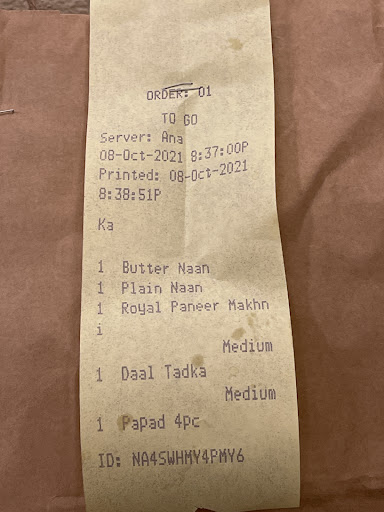 ORDER: 01
TO GO
Server: Ana
08-Oct-2021 8:37:00P
Printed: 08-Oct-2021
8:38:51P
Ka
1 Butter Naan
1 Plain Naan
1 Royal Paneer Makhn
i
Medium
1 Daal Tadka
Medium
1 Papad 4pc
ID: NA4SWHMY4PMY6